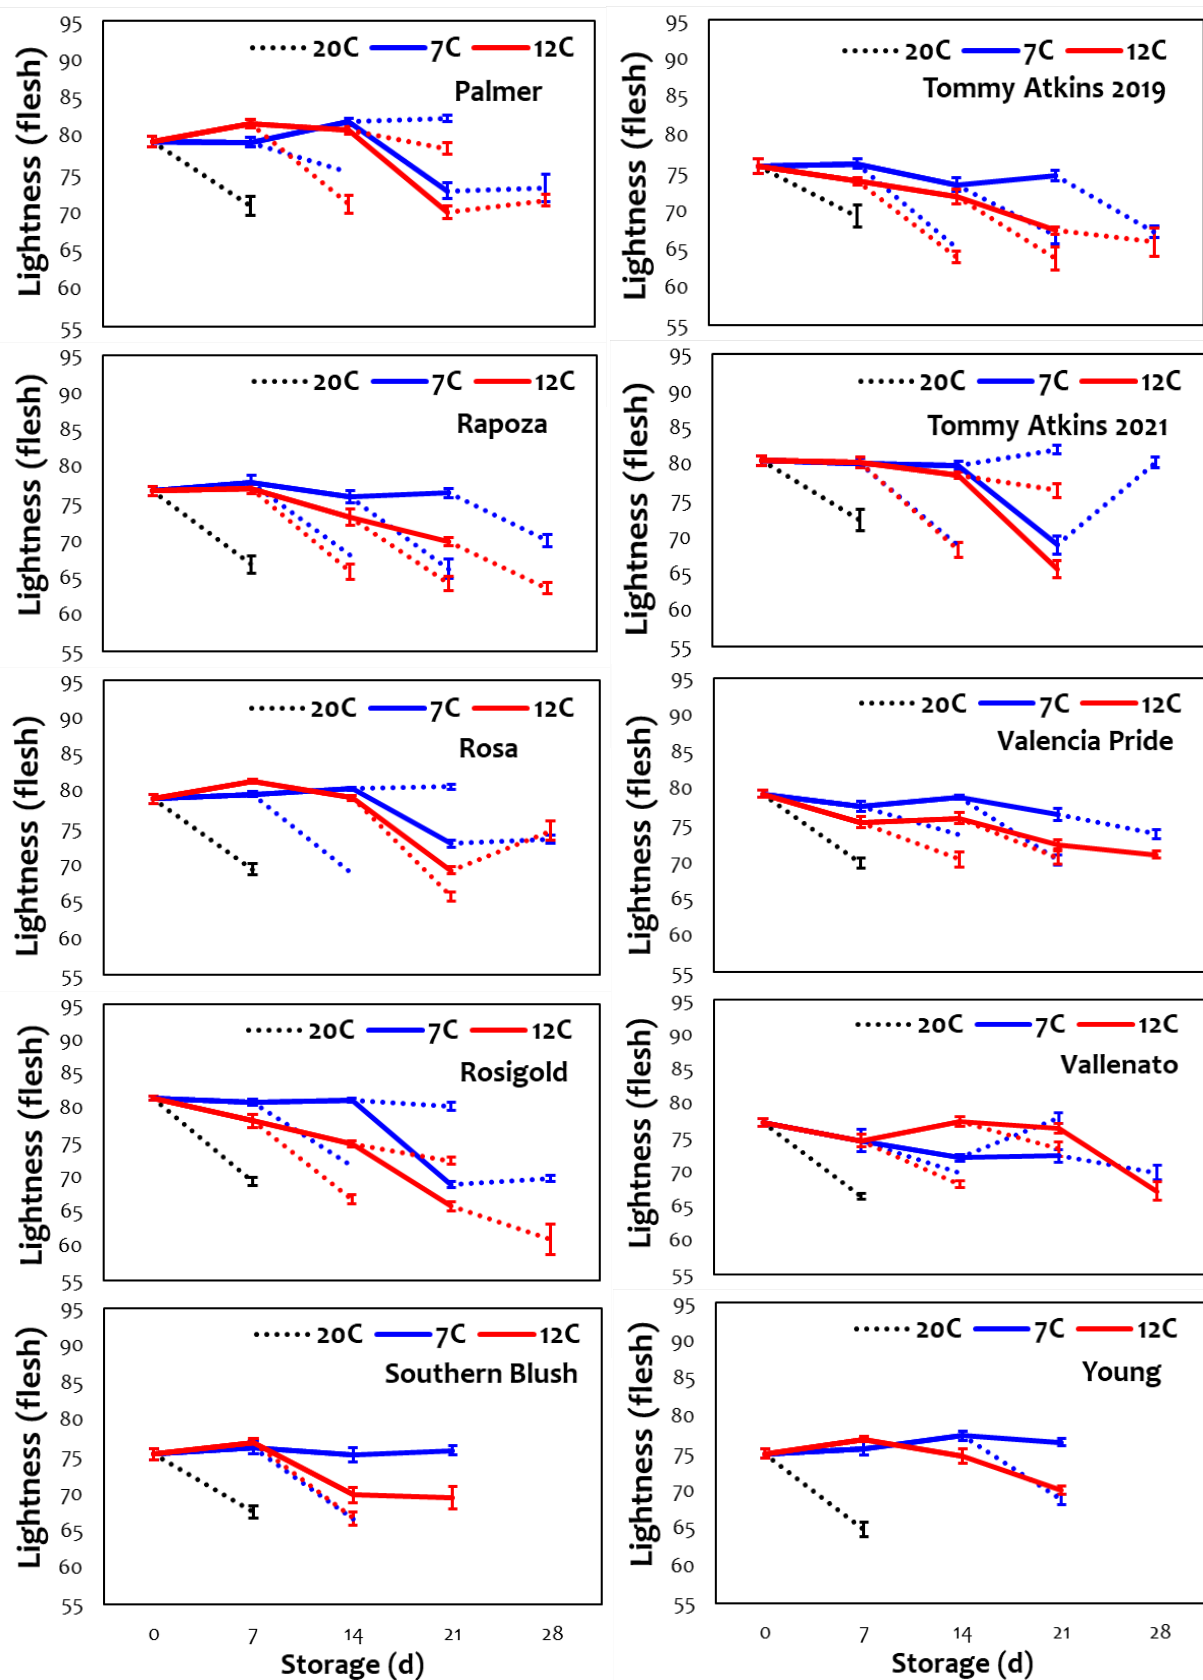 Lightness (flesh)
95
90
85
80
75
70
65
60
55
20C 7C 12C
Palmer
Lightness (flesh)
95
90
85
80
75
70
65
60
55
20C 7C 12C
Tommy Atkins 2019
Lightness (flesh)
95
90
85
80
75
70
65
60
55
20C 7C 12C
Rapoza
Lightness (flesh)
95
90
85
80
75
70
65
60
55
20C 7C 12C
Tommy Atkins 2021
Lightness (flesh)
95
90
85
80
75
70
65
60
55
20C 7C 12C
Rosa
Lightness (flesh)
95
90
85
80
75
70
65
60
55
20C 7C 12C
Valencia Pride
Lightness (flesh)
95
90
85
80
75
70
65
60
55
20C 7C 12C
Rosigold
Lightness (flesh)
95
90
85
80
75
70
65
60
55
20C 7C 12C
Vallenato
Lightness (flesh)
95
90
85
80
75
70
65
60
55
20C 7C 12C
Southern Blush
0 7 14 21 28
Storage (d)
Lightness (flesh)
95
90
85
80
75
70
65
60
55
20C 7C 12C
Young
0 7 14 21 28
Storage (d)